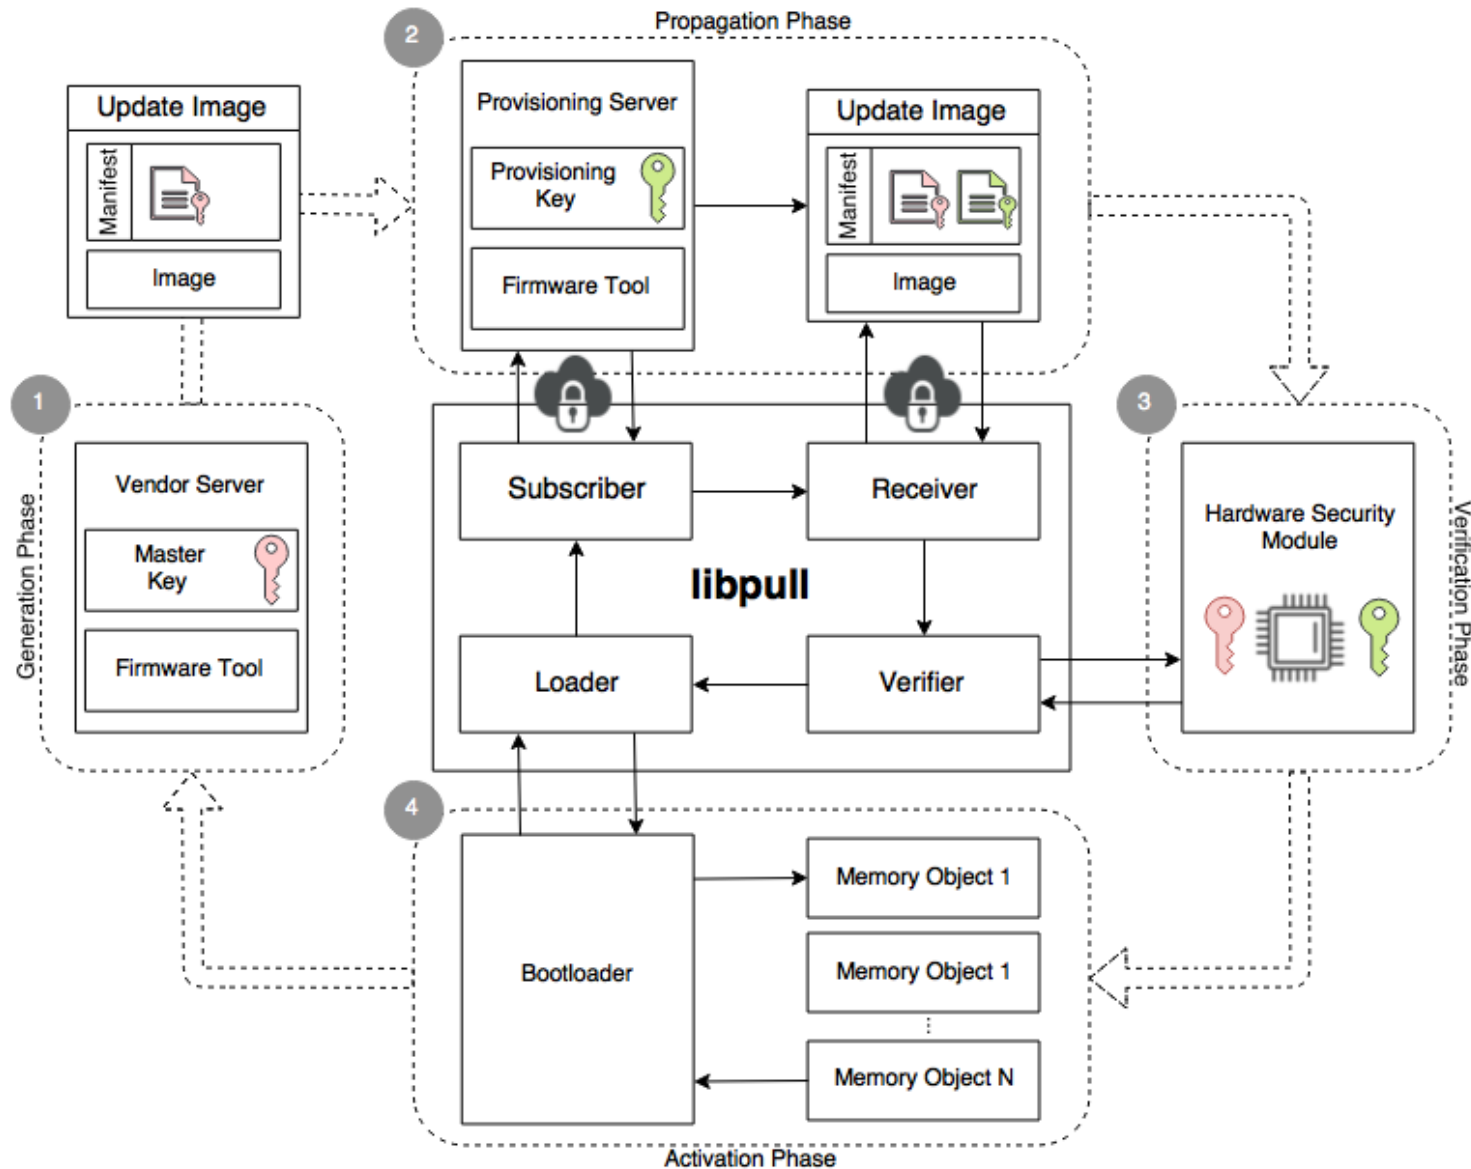 Propagation Phase
2
Update Image
Manifest
Image
Provisioning Server
Provisioning
Key
Firmware Tool
Update Image
Manifest
Image
1
Generation Phase
Vendor Server
Master
Key
Firmware Tool
Subscriber
Receiver
libpull
Loader
Verifier
3
Verification Phase
Hardware Security
Module
4
Bootloader
Memory Object 1
Memory Object 1
Memory Object N
Activation Phase